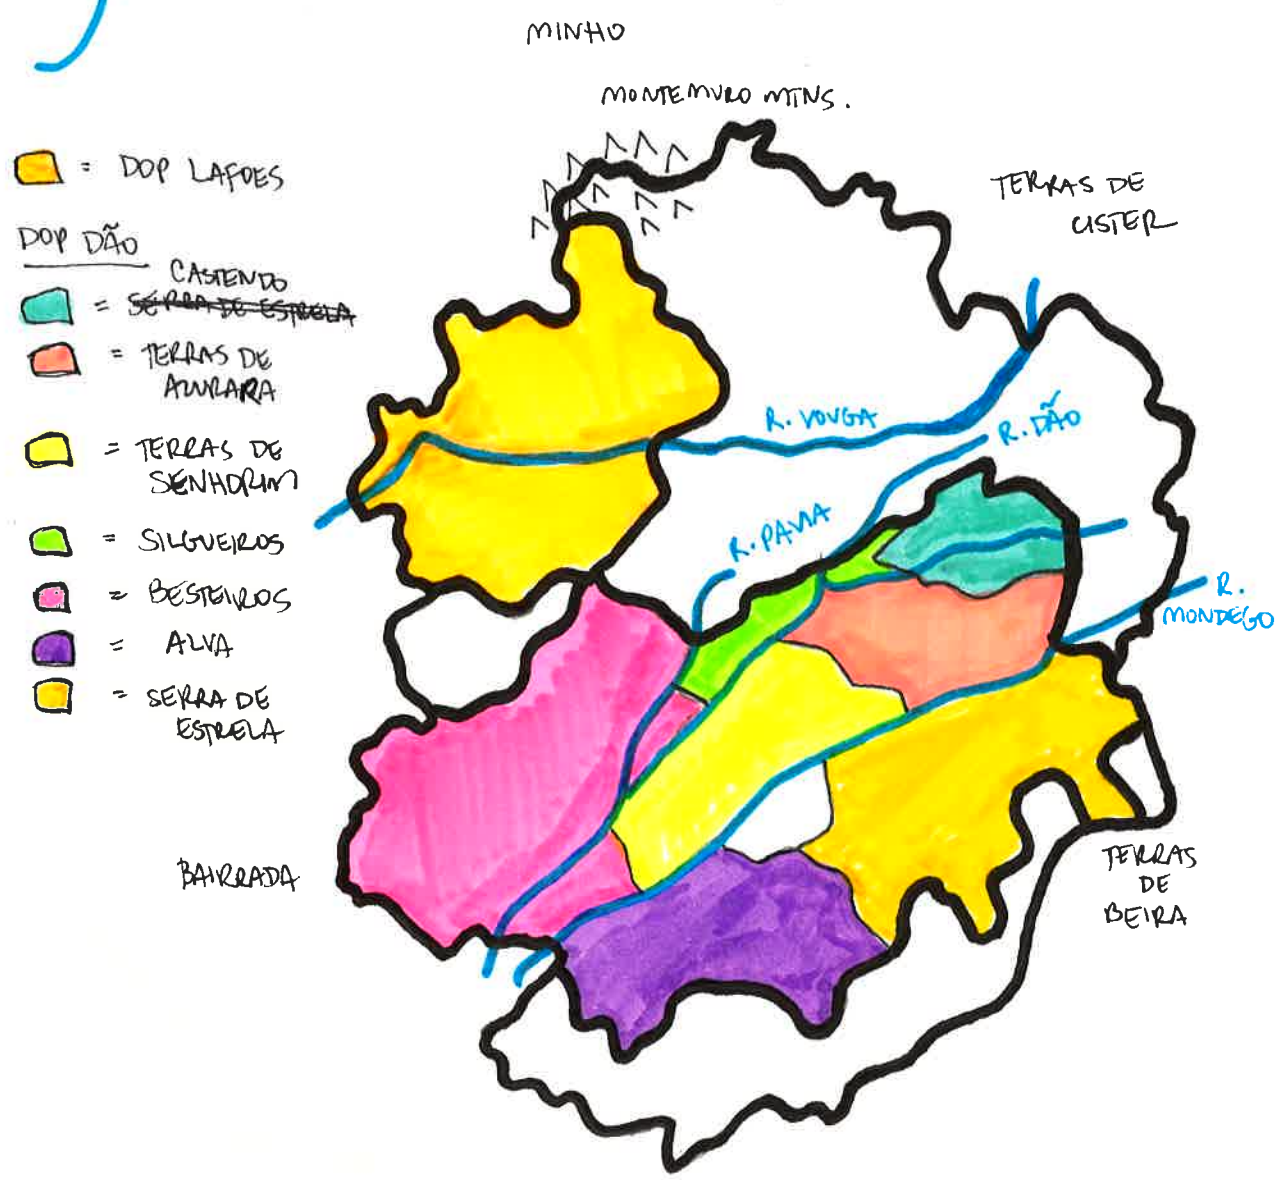 MINHO
MONTEMURO MTNS.
TERRAS DE
CISTER
= DOP LAFOES
DOP DÃO
CASTENDO
= SERRA DE ESTRELA
= TERRAS DE
AZURARA
= TERRAS DE
SENHORIM
= SILGUEIROS
= BESTEIROS
= ALVA
= SERRA DE
ESTRELA
R. VOUGA
R. DÃO
R. PAVIA
R.
MONDEGO
BAIRRADA
TERRAS
DE
BEIRA